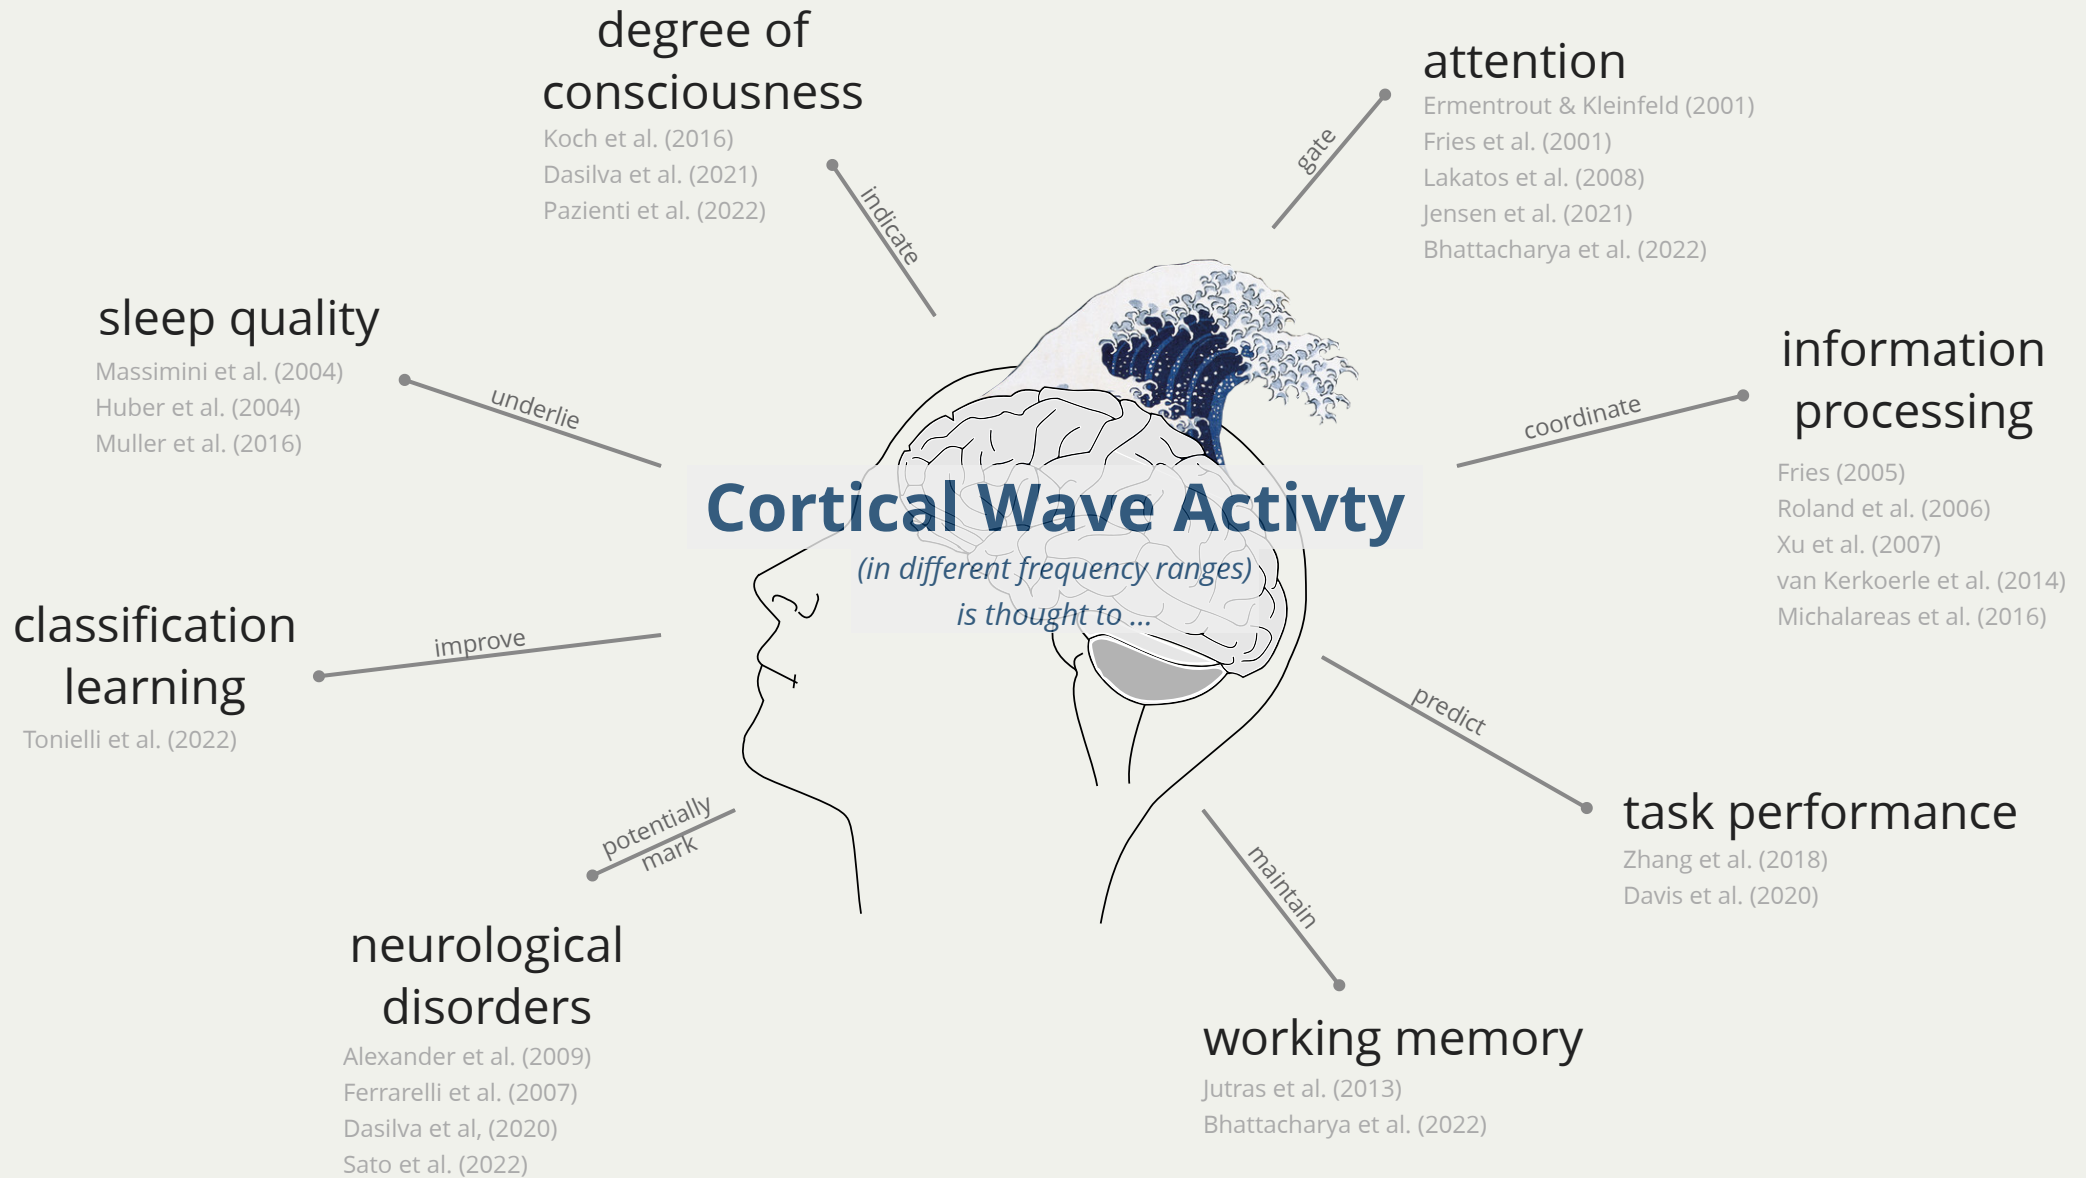 degree of
consciousness
Koch et al. (2016)
Dasilva et al. (2021)
Pazienti et al. (2022)
indicate
attention
Ermentrout & Kleinfeld (2001)
Fries et al. (2001)
Lakatos et al. (2008)
Jensen et al. (2021)
Bhattacharya et al. (2022)
gate
sleep quality
Massimini et al. (2004)
Huber et al. (2004)
Muller et al. (2016)
underlie
information
processing
Fries (2005)
Roland et al. (2006)
Xu et al. (2007)
van Kerkoerle et al. (2014)
Michalareas et al. (2016)
coordinate
Cortical Wave Activty
(in different frequency ranges)
is thought to ...
classification
learning
Tonielli et al. (2022)
improve
predict
task performance
Zhang et al. (2018)
Davis et al. (2020)
potentially
mark
neurological
disorders
Alexander et al. (2009)
Ferrarelli et al. (2007)
Dasilva et al, (2020)
Sato et al. (2022)
maintain
working memory
Jutras et al. (2013)
Bhattacharya et al. (2022)